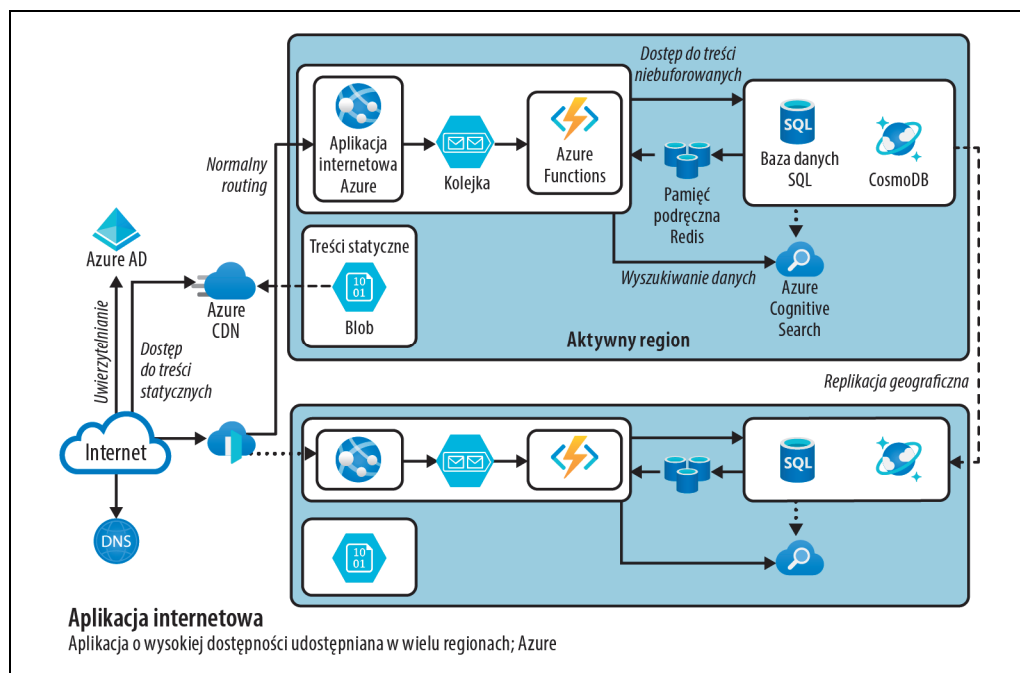 Dostęp do treści
niebuforowanych
Aplikacja
internetowa
Azure
Kolejka
Azure
Functions
SQL
Baza danych
SQL
CosmoDB
Pamięć
podręczna
Redis
Normalny
routing
Treści statyczne
10
01
Blob
Wyszukiwanie danych
Azure
Cognitive
Search
Aktywny region
Azure AD
Azure
CDN
Uwierzytelnianie
Dostęp
do treści
statycznych
Replikacja geograficzna
Internet
DNS
SQL
10
01
Aplikacja internetowa
Aplikacja o wysokiej dostępności udostępniana w wielu regionach; Azure